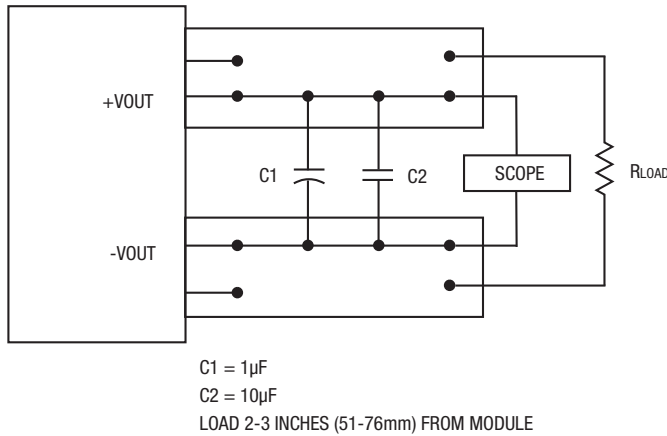 +VOUT
C1
C2
SCOPE
RLOAD
-VOUT
C1 = 1µF
C2 = 10µF
LOAD 2-3 INCHES (51-76mm) FROM MODULE